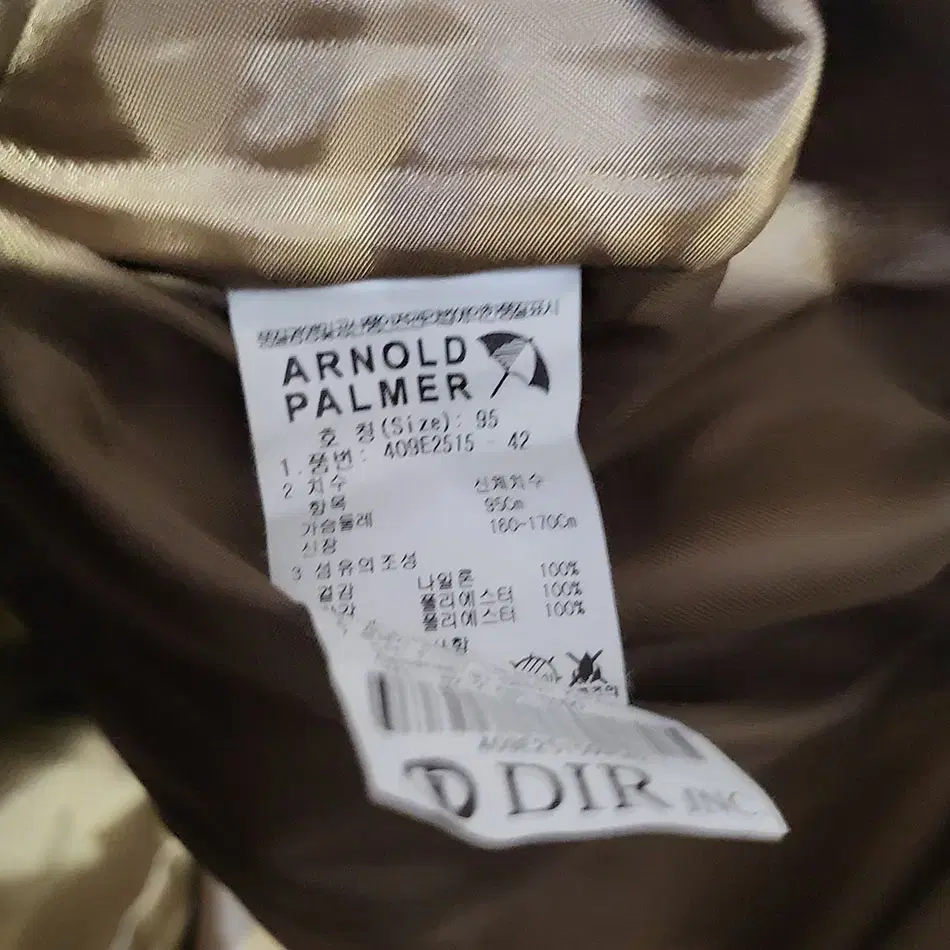 ARNOLD
PALMER
호 칭(Size): 95
1.품번: 409E2515 - 42
2 치수
항목 신체치수
가슴둘레 95Cm
신장 160-170Cm
3 섬유의조성
겉감 나일론 100%
폴리에스터 100%
폴리에스터 100%
DIR INC